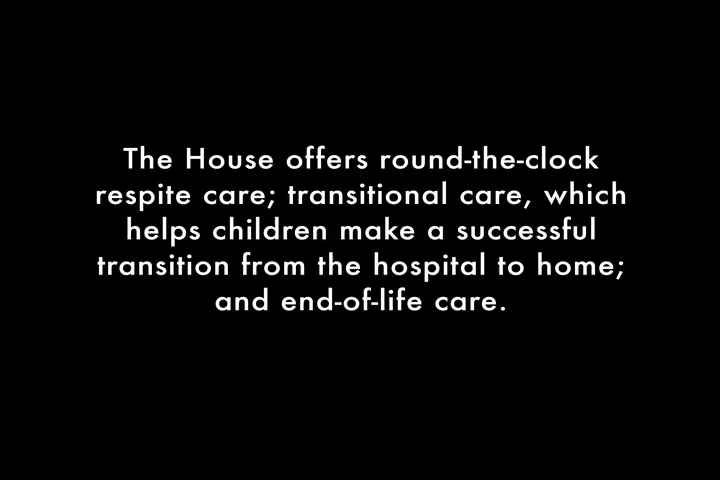 The House offers round-the-clock
respite care; transitional care, which
helps children make a successful
transition from the hospital to home;
and end-of-life care.